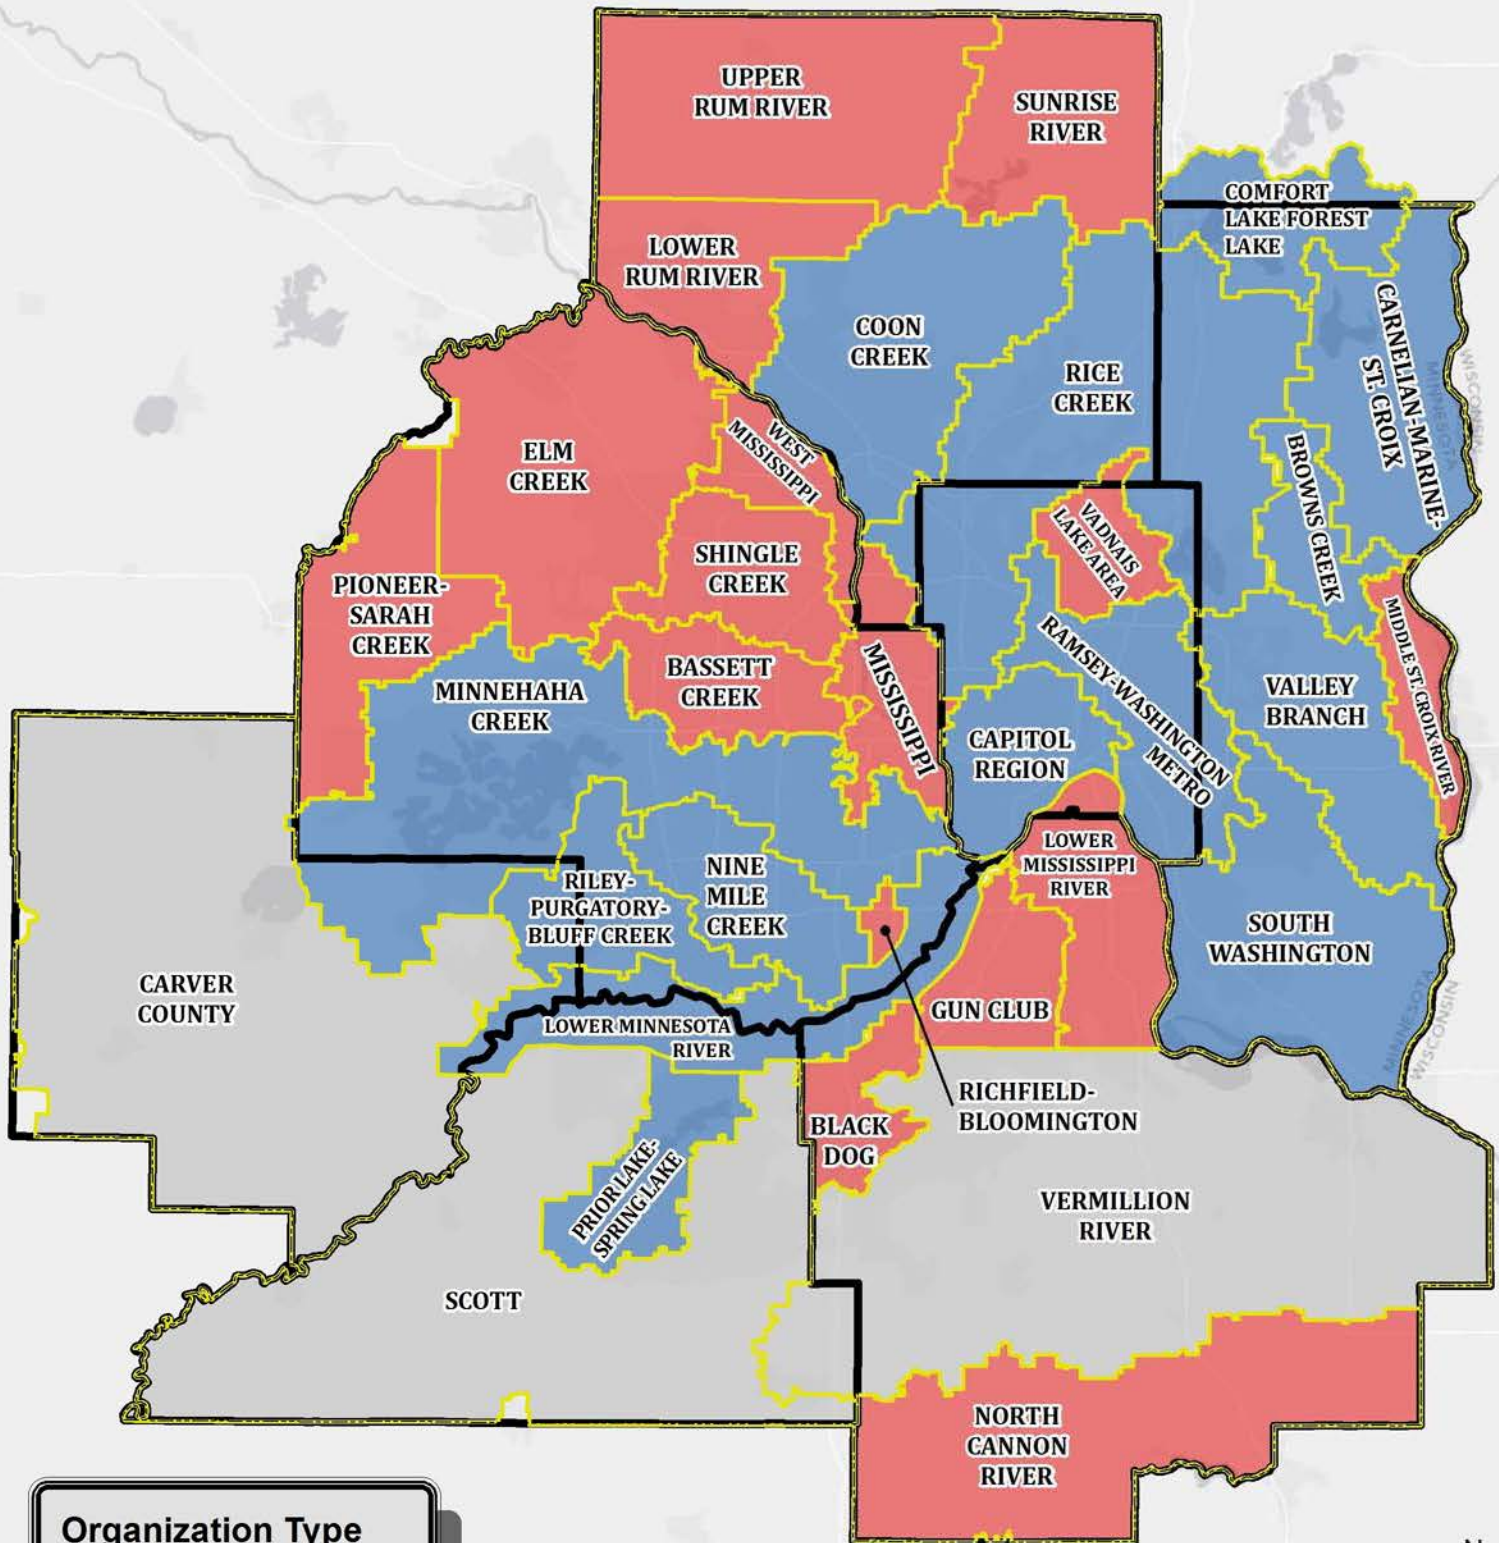 UPPER
RUM RIVER
SUNRISE
RIVER
COMFORT
LAKE FOREST
LAKE
LOWER
RUM RIVER
COON
CREEK
RICE
CREEK
CARNELIAN-MARINE-
ST. CROIX
WISCONSIN
MINNESOTA
ELM
CREEK
WEST
MISSISSIPPI
BROWNS CREEK
SHINGLE
CREEK
VADNAIS
LAKE AREA
PIONEER-
SARAH
CREEK
MIDDLE ST. CROIX RIVER
BASSETT
CREEK
MISSISSIPPI
RAMSEY-WASHINGTON
METRO
MINNEHAHA
CREEK
VALLEY
BRANCH
CAPITOL
REGION
LOWER
MISSISSIPPI
RIVER
NINE
MILE
CREEK
RILEY-
PURGATORY-
BLUFF CREEK
SOUTH
WASHINGTON
CARVER
COUNTY
GUN CLUB
LOWER MINNESOTA
RIVER
MINNESOTA
WISCONSIN
RICHFIELD-
BLOOMINGTON
BLACK
DOG
PRIOR LAKE-
SPRING LAKE
VERMILLION
RIVER
SCOTT
NORTH
CANNON
RIVER
Organization Type